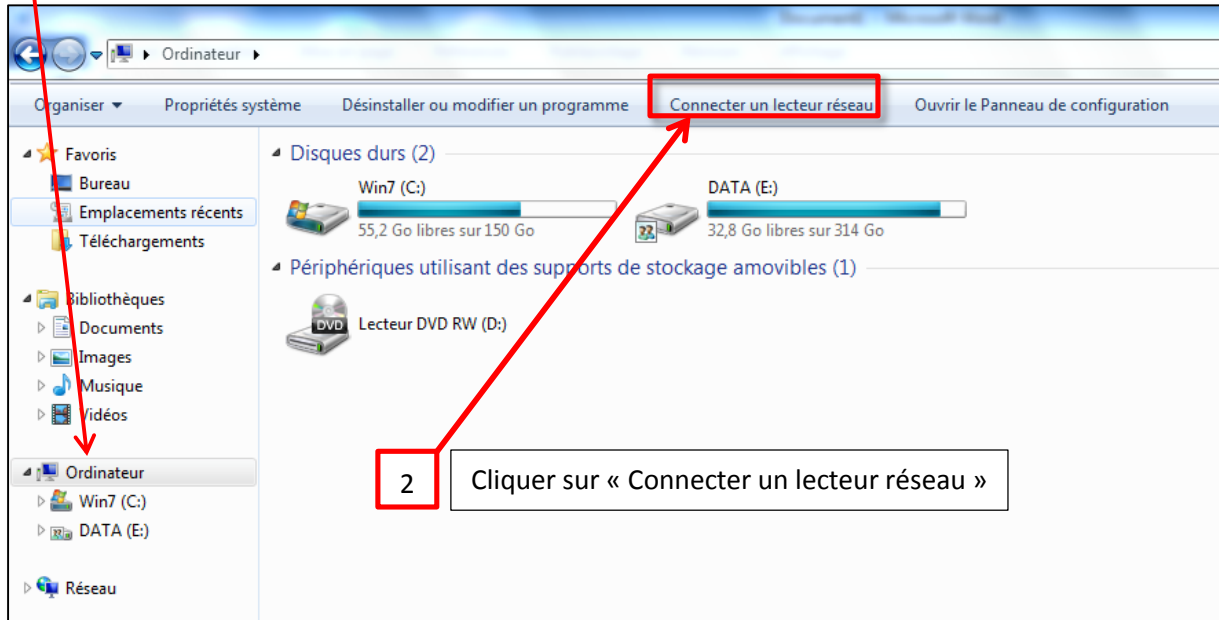 Ordinateur
Organiser Propriétés système Désinstaller ou modifier un programme Connecter un lecteur réseau Ouvrir le Panneau de configuration
Favoris
Bureau
Emplacements récents
Téléchargements
Bibliothèques
Documents
Images
Musique
Vidéos
Ordinateur
Win7 (C:)
DATA (E:)
Réseau
Disques durs (2)
Win7 (C:)
55,2 Go libres sur 150 Go
DATA (E:)
32,8 Go libres sur 314 Go
Périphériques utilisant des supports de stockage amovibles (1)
DVD
Lecteur DVD RW (D:)
2
Cliquer sur « Connecter un lecteur réseau »